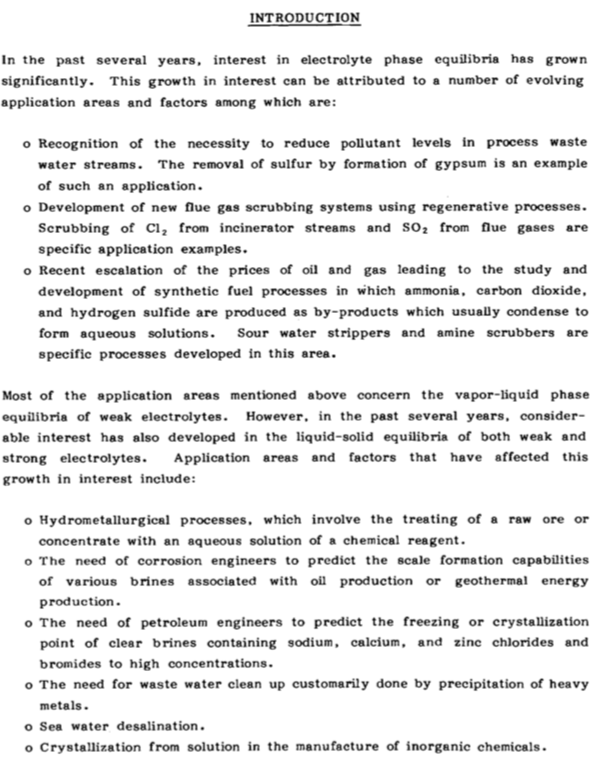 INTRODUCTION
In the past several years, interest in electrolyte phase equilibria has grown
significantly. This growth in interest can be attributed to a number of evolving
application areas and factors among which are:
o Recognition of the necessity to reduce pollutant levels in process waste
water streams. The removal of sulfur by formation of gypsum is an example
of such an application.
o Development of new flue gas scrubbing systems using regenerative processes.
Scrubbing of Cl₂ from incinerator streams and SO₂ from flue gases are
specific application examples.
o Recent escalation of the prices of oil and gas leading to the study and
development of synthetic fuel processes in which ammonia, carbon dioxide,
and hydrogen sulfide are produced as by-products which usually condense to
form aqueous solutions. Sour water strippers and amine scrubbers are
specific processes developed in this area.
Most of the application areas mentioned above concern the vapor-liquid phase
equilibria of weak electrolytes. However, in the past several years, consider-
able interest has also developed in the liquid-solid equilibria of both weak and
strong electrolytes. Application areas and factors that have affected this
growth in interest include:
o Hydrometallurgical processes, which involve the treating of a raw ore or
concentrate with an aqueous solution of a chemical reagent.
o The need of corrosion engineers to predict the scale formation capabilities
of various brines associated with oil production or geothermal energy
production.
o The need of petroleum engineers to predict the freezing or crystallization
point of clear brines containing sodium, calcium, and zinc chlorides and
bromides to high concentrations.
o The need for waste water clean up customarily done by precipitation of heavy
metals.
o Sea water desalination.
o Crystallization from solution in the manufacture of inorganic chemicals.